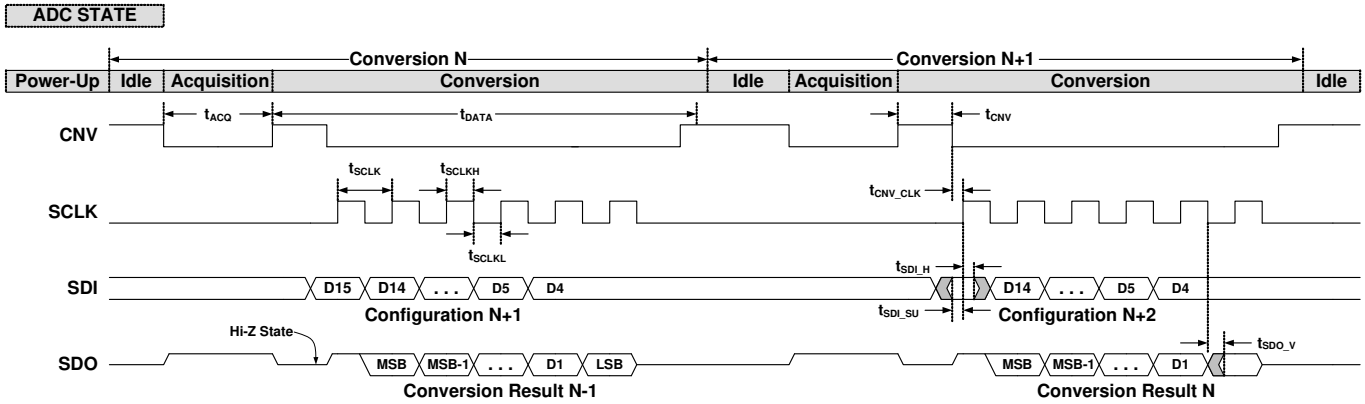 ADC STATE
Conversion N Conversion N+1
Power-Up Idle Acquisition Conversion Idle Acquisition Conversion Idle
tACQ tDATA tCNV
CNV
tSCLK tSCLKH tCNV_CLK
SCLK
tSCLKL
tSDI_H
SDI D15 D14 . . . D5 D4 D14 . . . D5 D4
Configuration N+1 tSDI_SU Configuration N+2
Hi-Z State tSDO_V
SDO MSB MSB-1 . . . D1 LSB MSB MSB-1 . . . D1
Conversion Result N-1 Conversion Result N